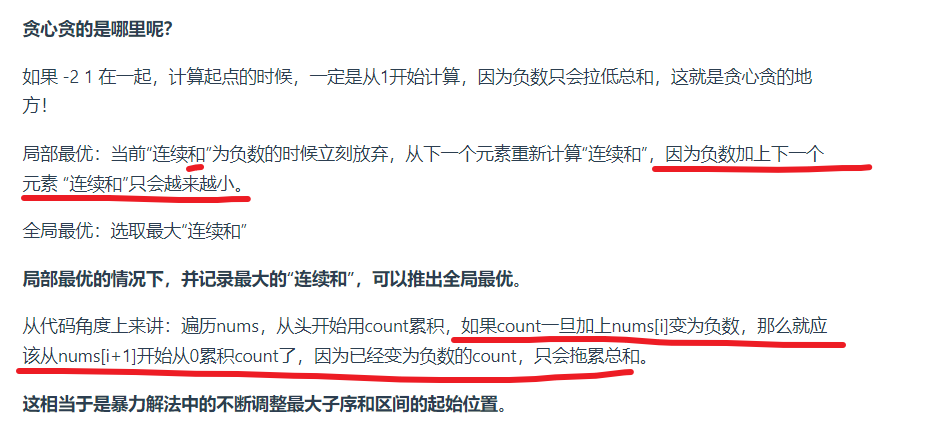 贪心贪的是哪里呢？
如果 -2 1 在一起，计算起点的时候，一定是从1开始计算，因为负数只会拉低总和，这就是贪心贪的地
方！
局部最优：当前“连续和”为负数的时候立刻放弃，从下一个元素重新计算“连续和”，因为负数加上下一个
元素 “连续和”只会越来越小。
全局最优：选取最大“连续和”
局部最优的情况下，并记录最大的“连续和”，可以推出全局最优。
从代码角度上来讲：遍历nums，从头开始用count累积，如果count一旦加上nums[i]变为负数，那么就应
该从nums[i+1]开始从0累积count了，因为已经变为负数的count，只会拖累总和。
这相当于是暴力解法中的不断调整最大子序和区间的起始位置。